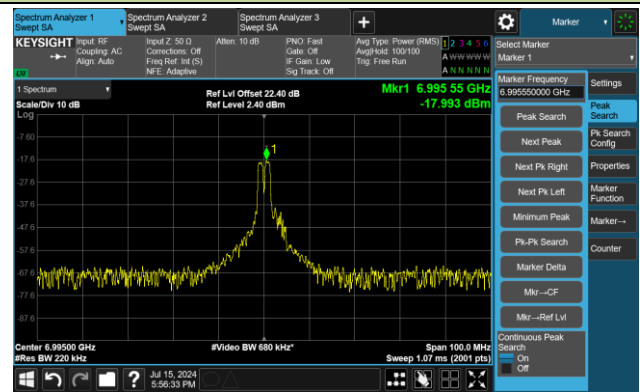 Spectrum Analyzer 1
Swept SA
Spectrum Analyzer 2
Swept SA
Spectrum Analyzer 3
Swept SA
Marker
KEYSIGHT
Input: RF
Coupling: AC
Align: Auto
Input Z: 50 Ω
Corrections: Off
Freq Ref: Int (S)
NFE: Adaptive
Atten: 10 dB
PNO: Fast
Gate: Off
IF Gain: Low
Sig Track: Off
Avg Type: Power (RMS)
Avg|Hold: 100/100
Trig: Free Run
1 2 3 4 5 6
A W W W W W
A N N N N N
LXI
Select Marker
Marker 1
1 Spectrum
Scale/Div 10 dB
Log
Ref Lvl Offset 22.40 dB
Ref Level 2.40 dBm
Mkr1 6.995 55 GHz
-17.993 dBm
1
-7.60
-17.6
-27.6
-37.6
-47.6
-57.6
-67.6
-77.6
-87.6
Center 6.99500 GHz
#Res BW 220 kHz
#Video BW 680 kHz*
Span 100.0 MHz
Sweep 1.07 ms (2001 pts)
Marker Frequency
6.995550000 GHz
Peak Search
Next Peak
Next Pk Right
Next Pk Left
Minimum Peak
Pk-Pk Search
Marker Delta
Mkr→CF
Mkr→Ref Lvl
Continuous Peak
Search
On
Off
Settings
Peak
Search
Pk Search
Config
Properties
Marker
Function
Marker→
Counter
Jul 15, 2024
5:56:33 PM